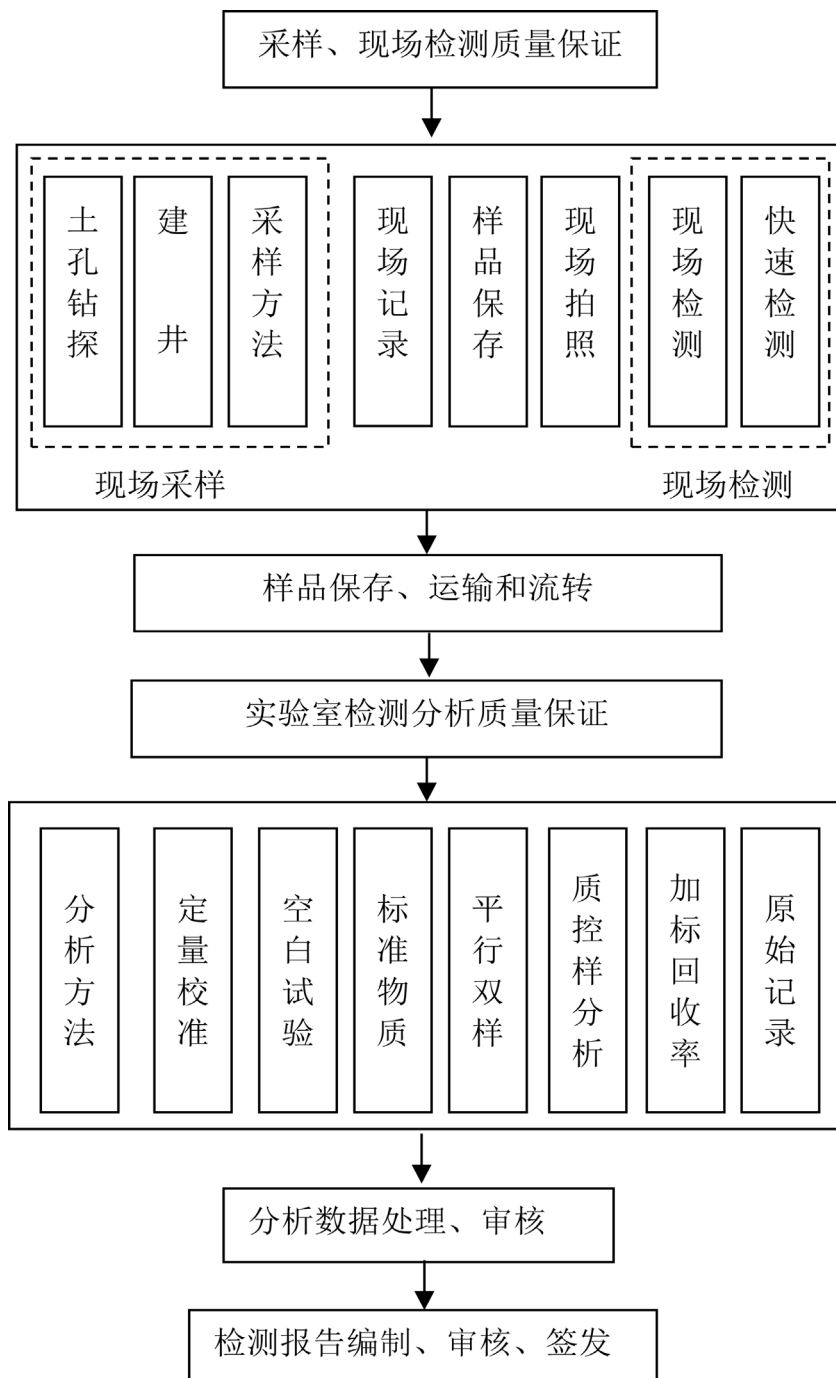 采样、现场检测质量保证
土孔钻探
建井
采样方法
现场记录
样品保存
现场拍照
现场检测
快速检测
现场采样
现场检测
样品保存、运输和流转
实验室检测分析质量保证
分析方法
定量校准
空白试验
标准物质
平行双样
质控样分析
加标回收率
原始记录
分析数据处理、审核
检测报告编制、审核、签发